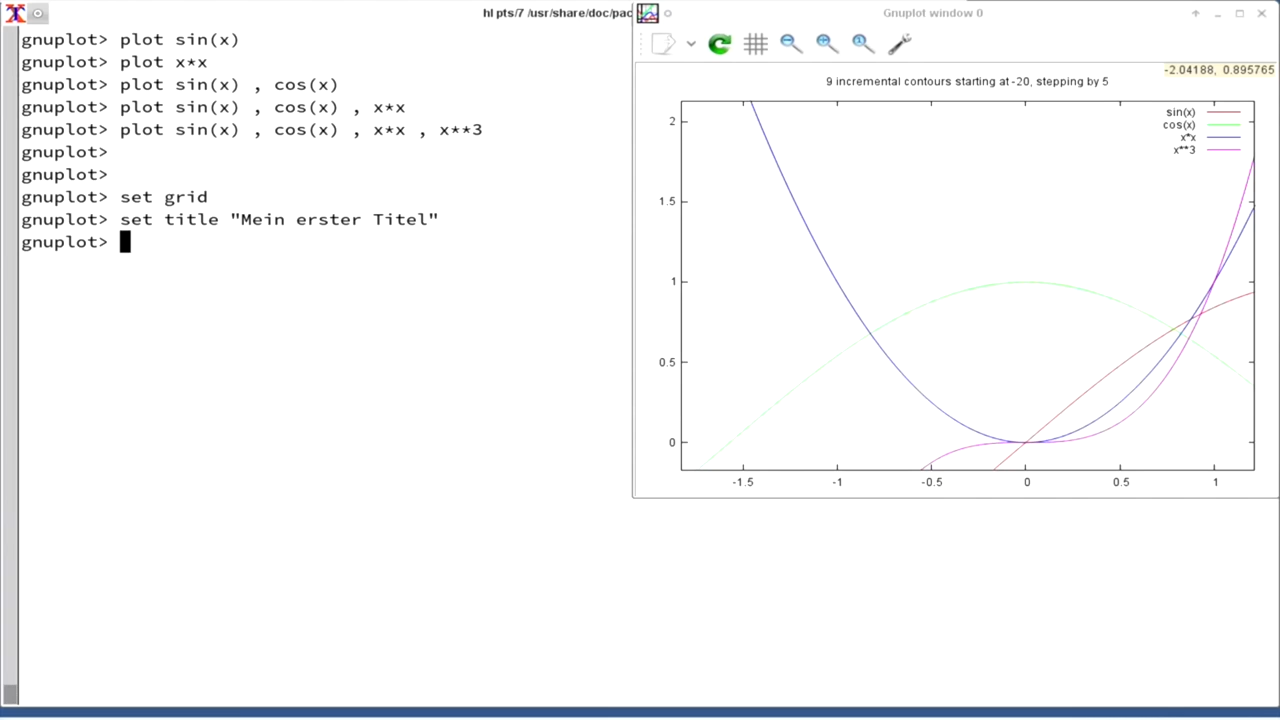 hl pts/7 /usr/share/doc/pac
gnuplot> plot sin(x)
gnuplot> plot x*x
gnuplot> plot sin(x) , cos(x)
gnuplot> plot sin(x) , cos(x) , x*x
gnuplot> plot sin(x) , cos(x) , x*x , x**3
gnuplot>
gnuplot>
gnuplot> set grid
gnuplot> set title "Mein erster Titel"
gnuplot>
Gnuplot window 0
-2.04188, 0.895765
9 incremental contours starting at -20, stepping by 5
sin(x)
cos(x)
x*x
x**3
2
1.5
1
0.5
0
-1.5 -1 -0.5 0 0.5 1